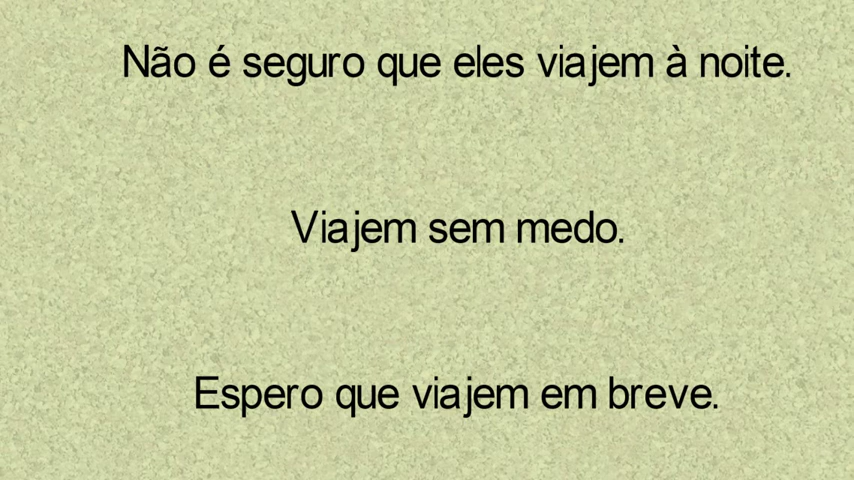 Não é seguro que eles viajem à noite.
Viajem sem medo.
Espero que viajem em breve.